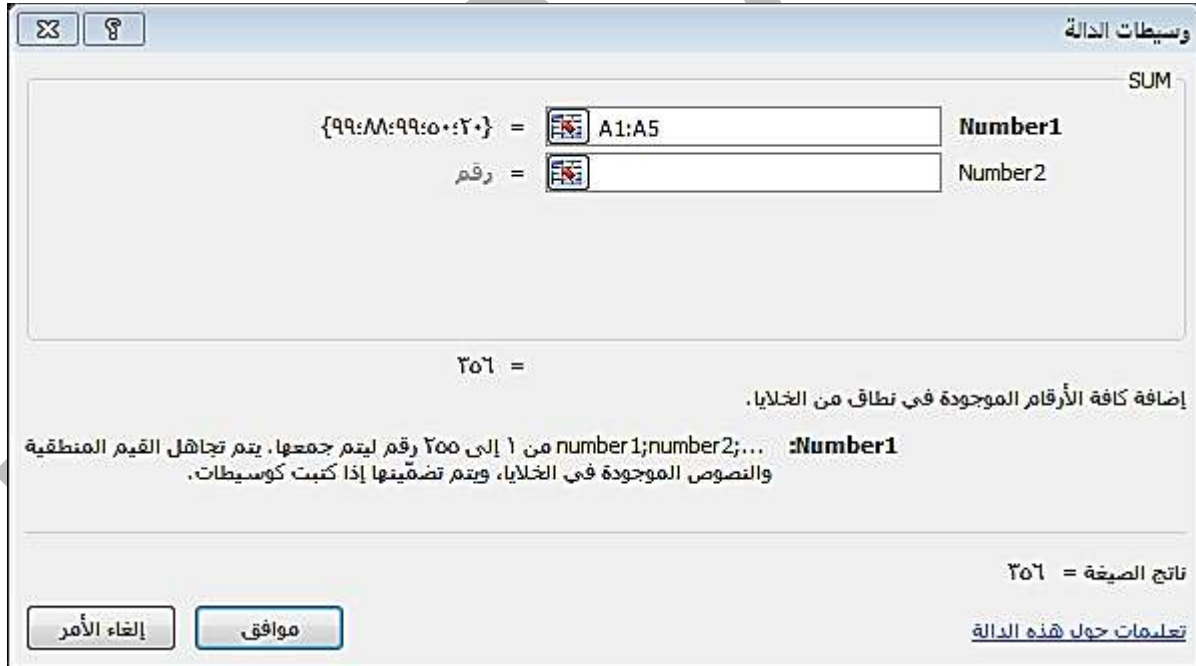 وسيطات الدالة
SUM
Number1 A1:A5 = {٩٩؛٨٨؛٩٩؛٥٠؛٢٠}
Number2 = رقم
= ٣٥٦
إضافة كافة الأرقام الموجودة في نطاق من الخلايا.
Number1: number1;number2;... من ١ إلى ٢٥٥ رقم ليتم جمعها. يتم تجاهل القيم المنطقية
والنصوص الموجودة في الخلايا، ويتم تضمّينها إذا كتبت كوسيطات.
ناتج الصيغة = ٣٥٦
تعليمات حول هذه الدالة
موافق
إلغاء الأمر